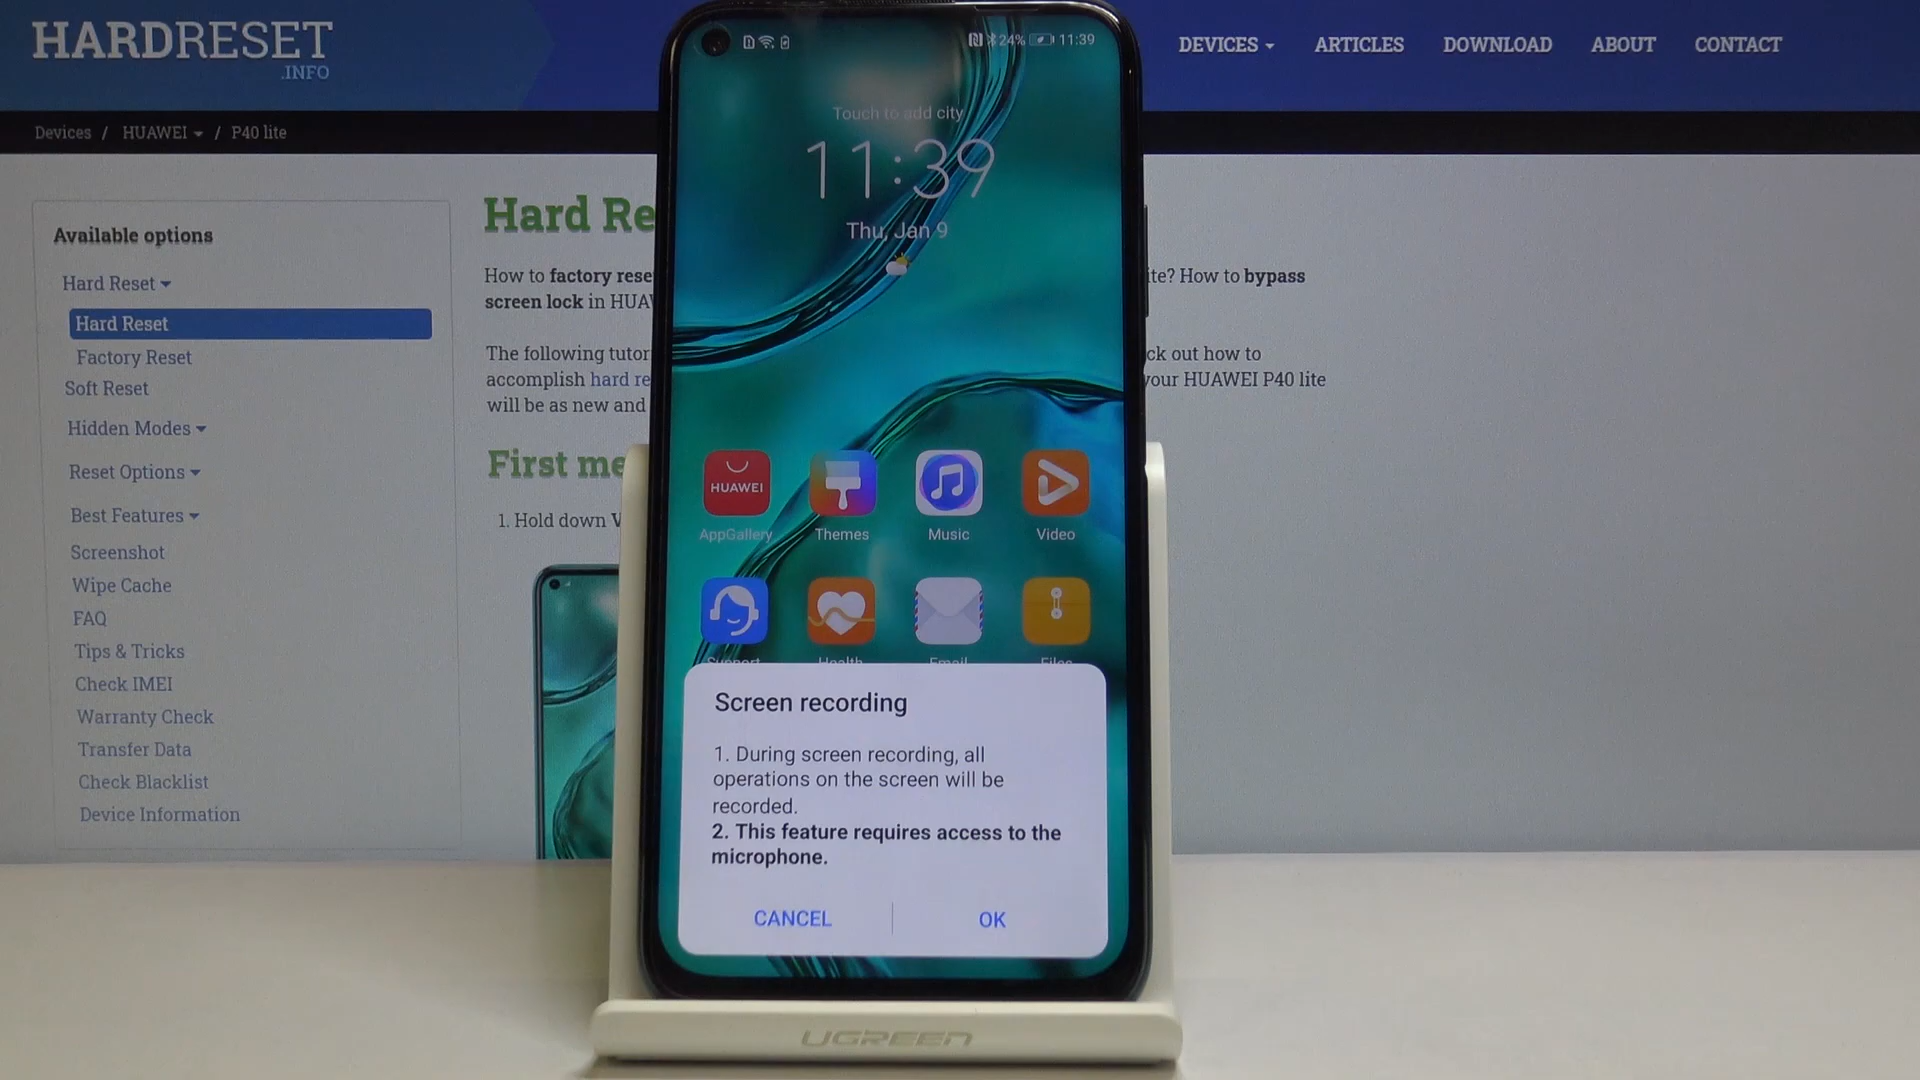 HARDRESET
.INFO
DEVICES
ARTICLES
DOWNLOAD
ABOUT
CONTACT
Devices / HUAWEI / P40 lite
Available options
Hard Reset
Hard Reset
Factory Reset
Soft Reset
Hidden Modes
Reset Options
Best Features
Screenshot
Wipe Cache
FAQ
Tips & Tricks
Check IMEI
Warranty Check
Transfer Data
Check Blacklist
Device Information
Hard Re
How to factory rese
ite? How to bypass
screen lock in HUA
The following tutor
ck out how to
accomplish hard re
your HUAWEI P40 lite
will be as new and
First me
1. Hold down V
24% 11:39
Touch to add city
11:39
Thu, Jan 9
HUAWEI
AppGallery
Themes
Music
Video
Support
Health
Email
Files
Screen recording
1. During screen recording, all
operations on the screen will be
recorded.
2. This feature requires access to the
microphone.
CANCEL
OK
UGREEN